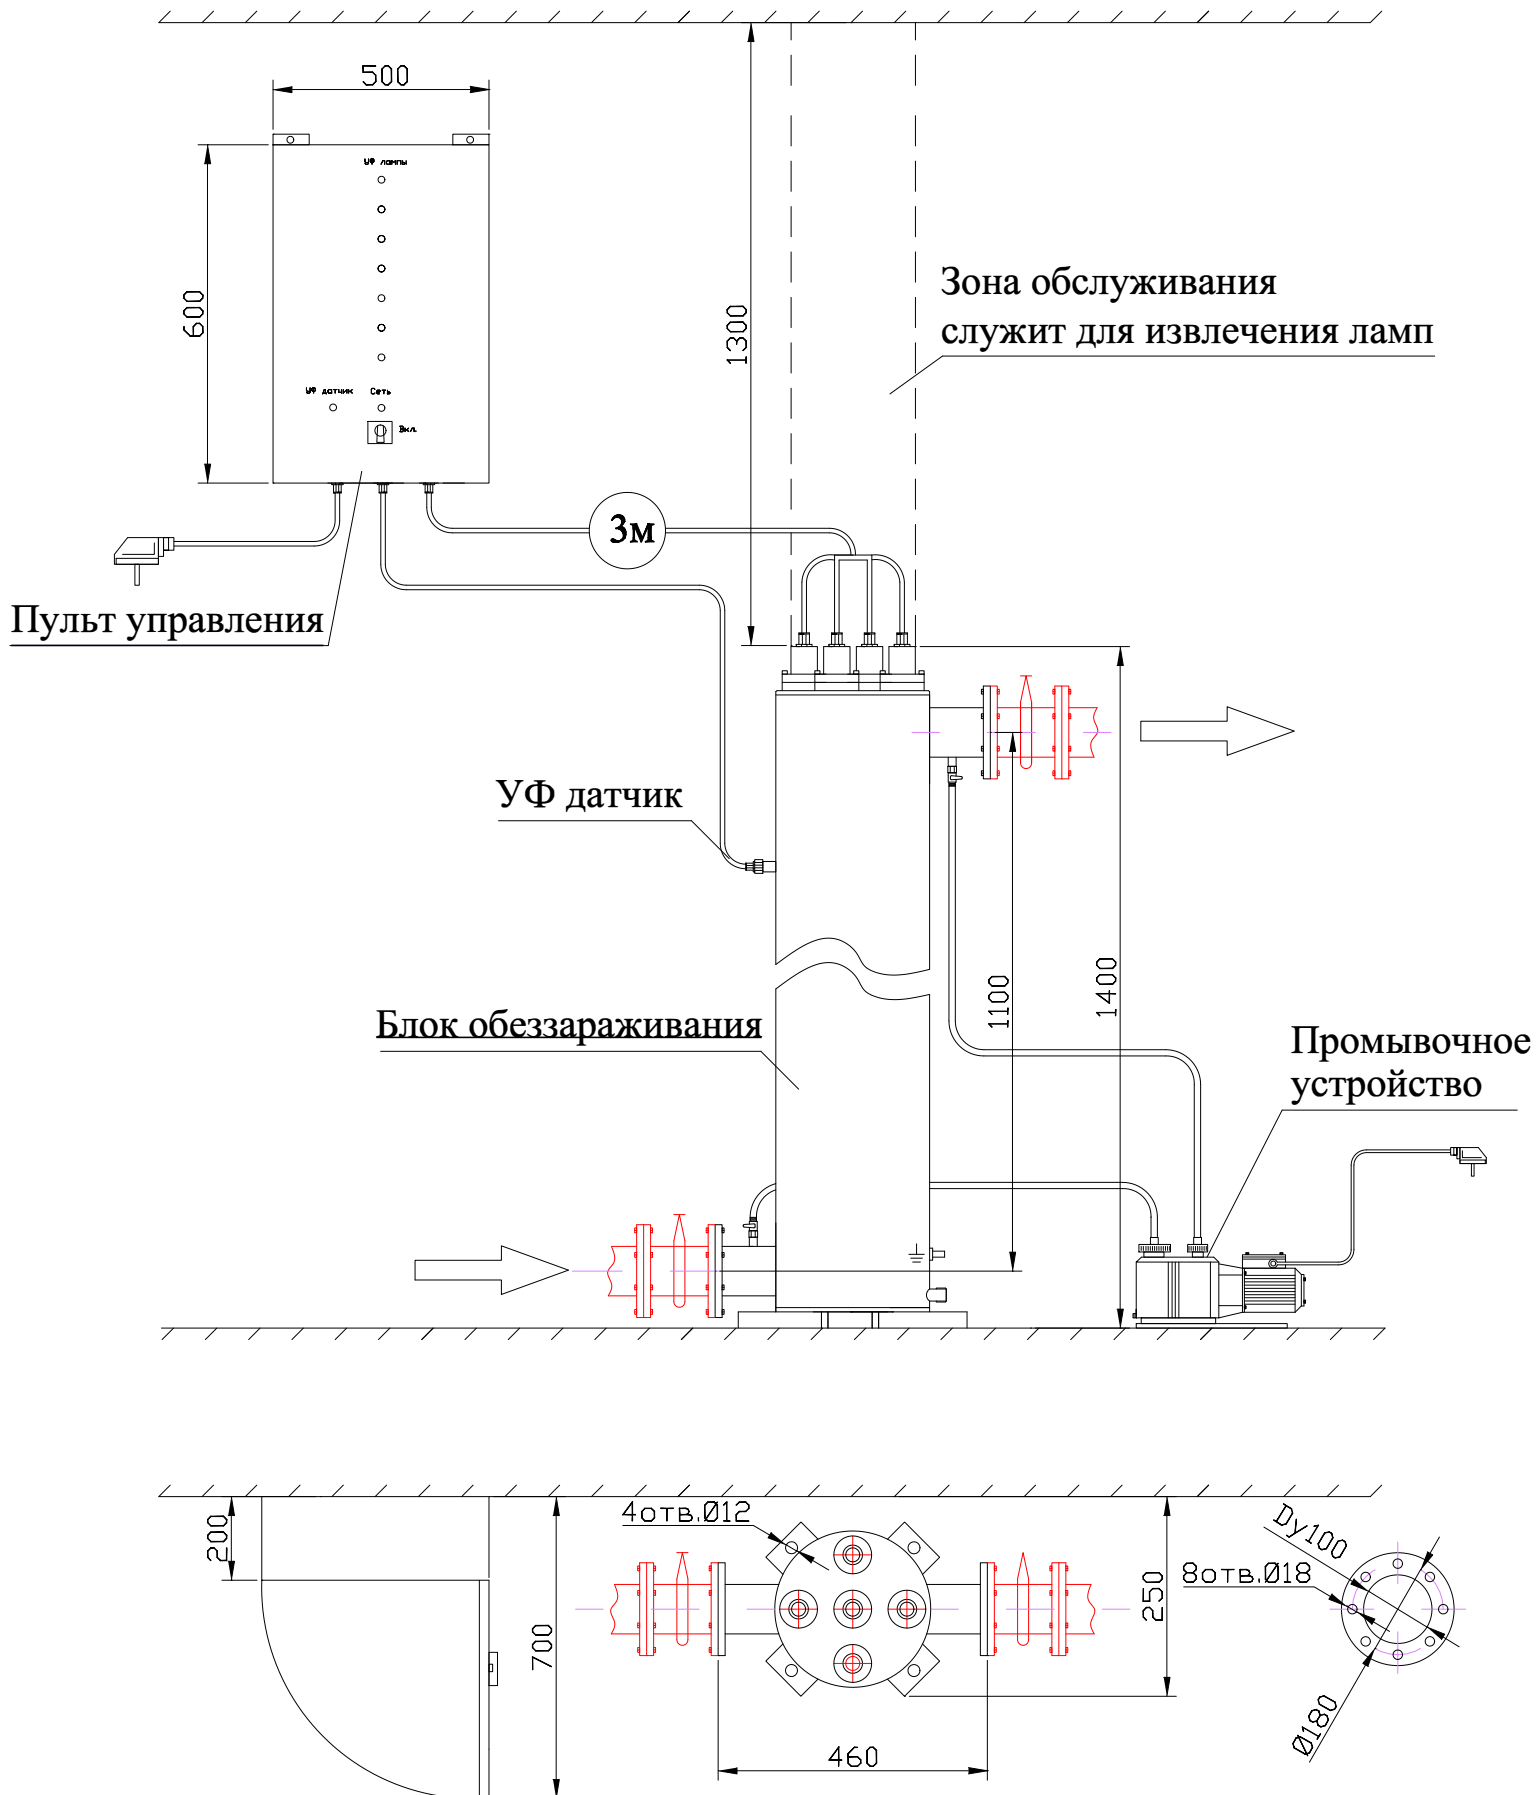 500
УФ лампы
600
УФ датчик
Сеть
Вкл.
1300
Зона обслуживания
служит для извлечения ламп
3м
Пульт управления
УФ датчик
Блок обеззараживания
1100
1400
Промывочное
устройство
200
700
4отв.Ø12
460
250
Dу100
8отв.Ø18
Ø180